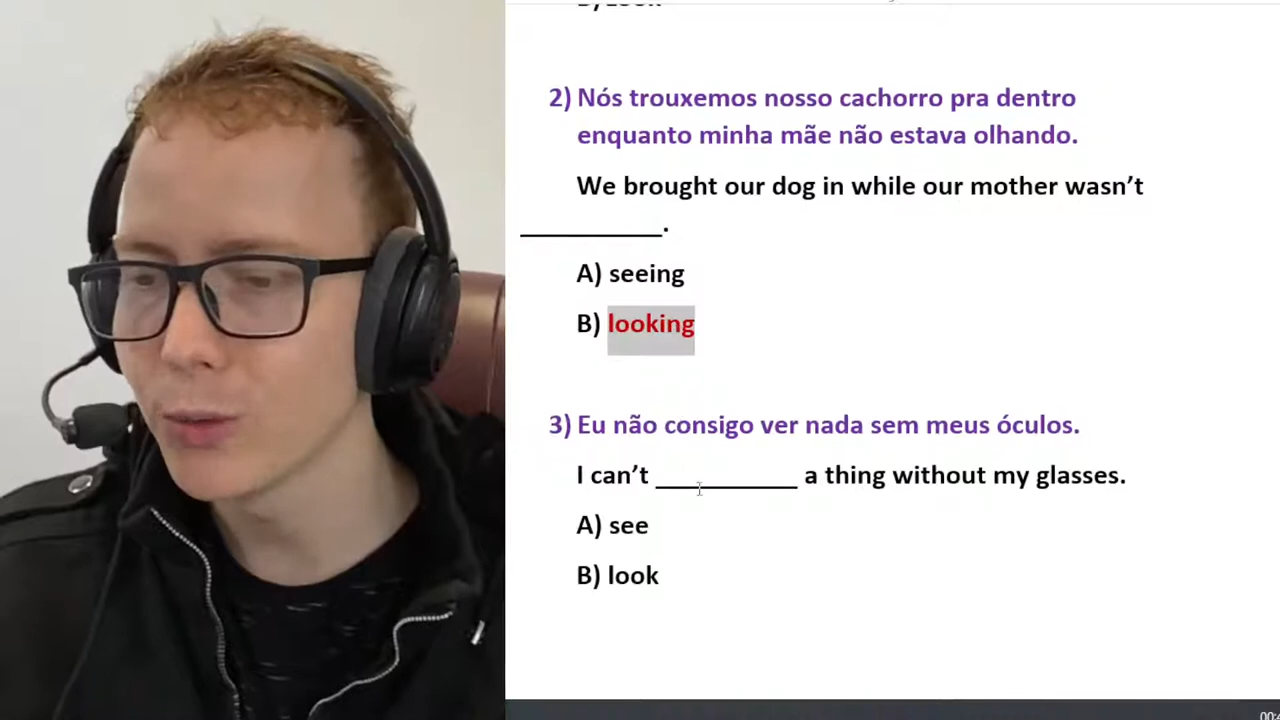 2) Nós trouxemos nosso cachorro pra dentro
enquanto minha mãe não estava olhando.
We brought our dog in while our mother wasn’t
__________.
A) seeing
B) looking
3) Eu não consigo ver nada sem meus óculos.
I can’t __________ a thing without my glasses.
A) see
B) look